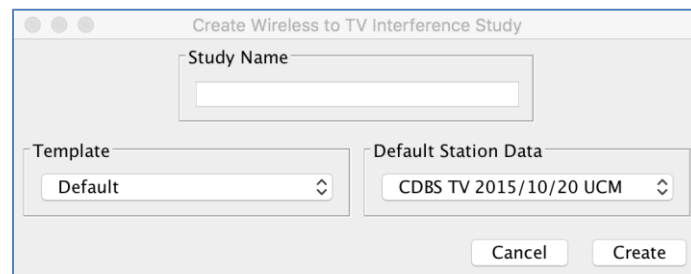 Create Wireless to TV Interference Study
Study Name
Template
Default Station Data
Default
CDBS TV 2015/10/20 UCM
Cancel
Create